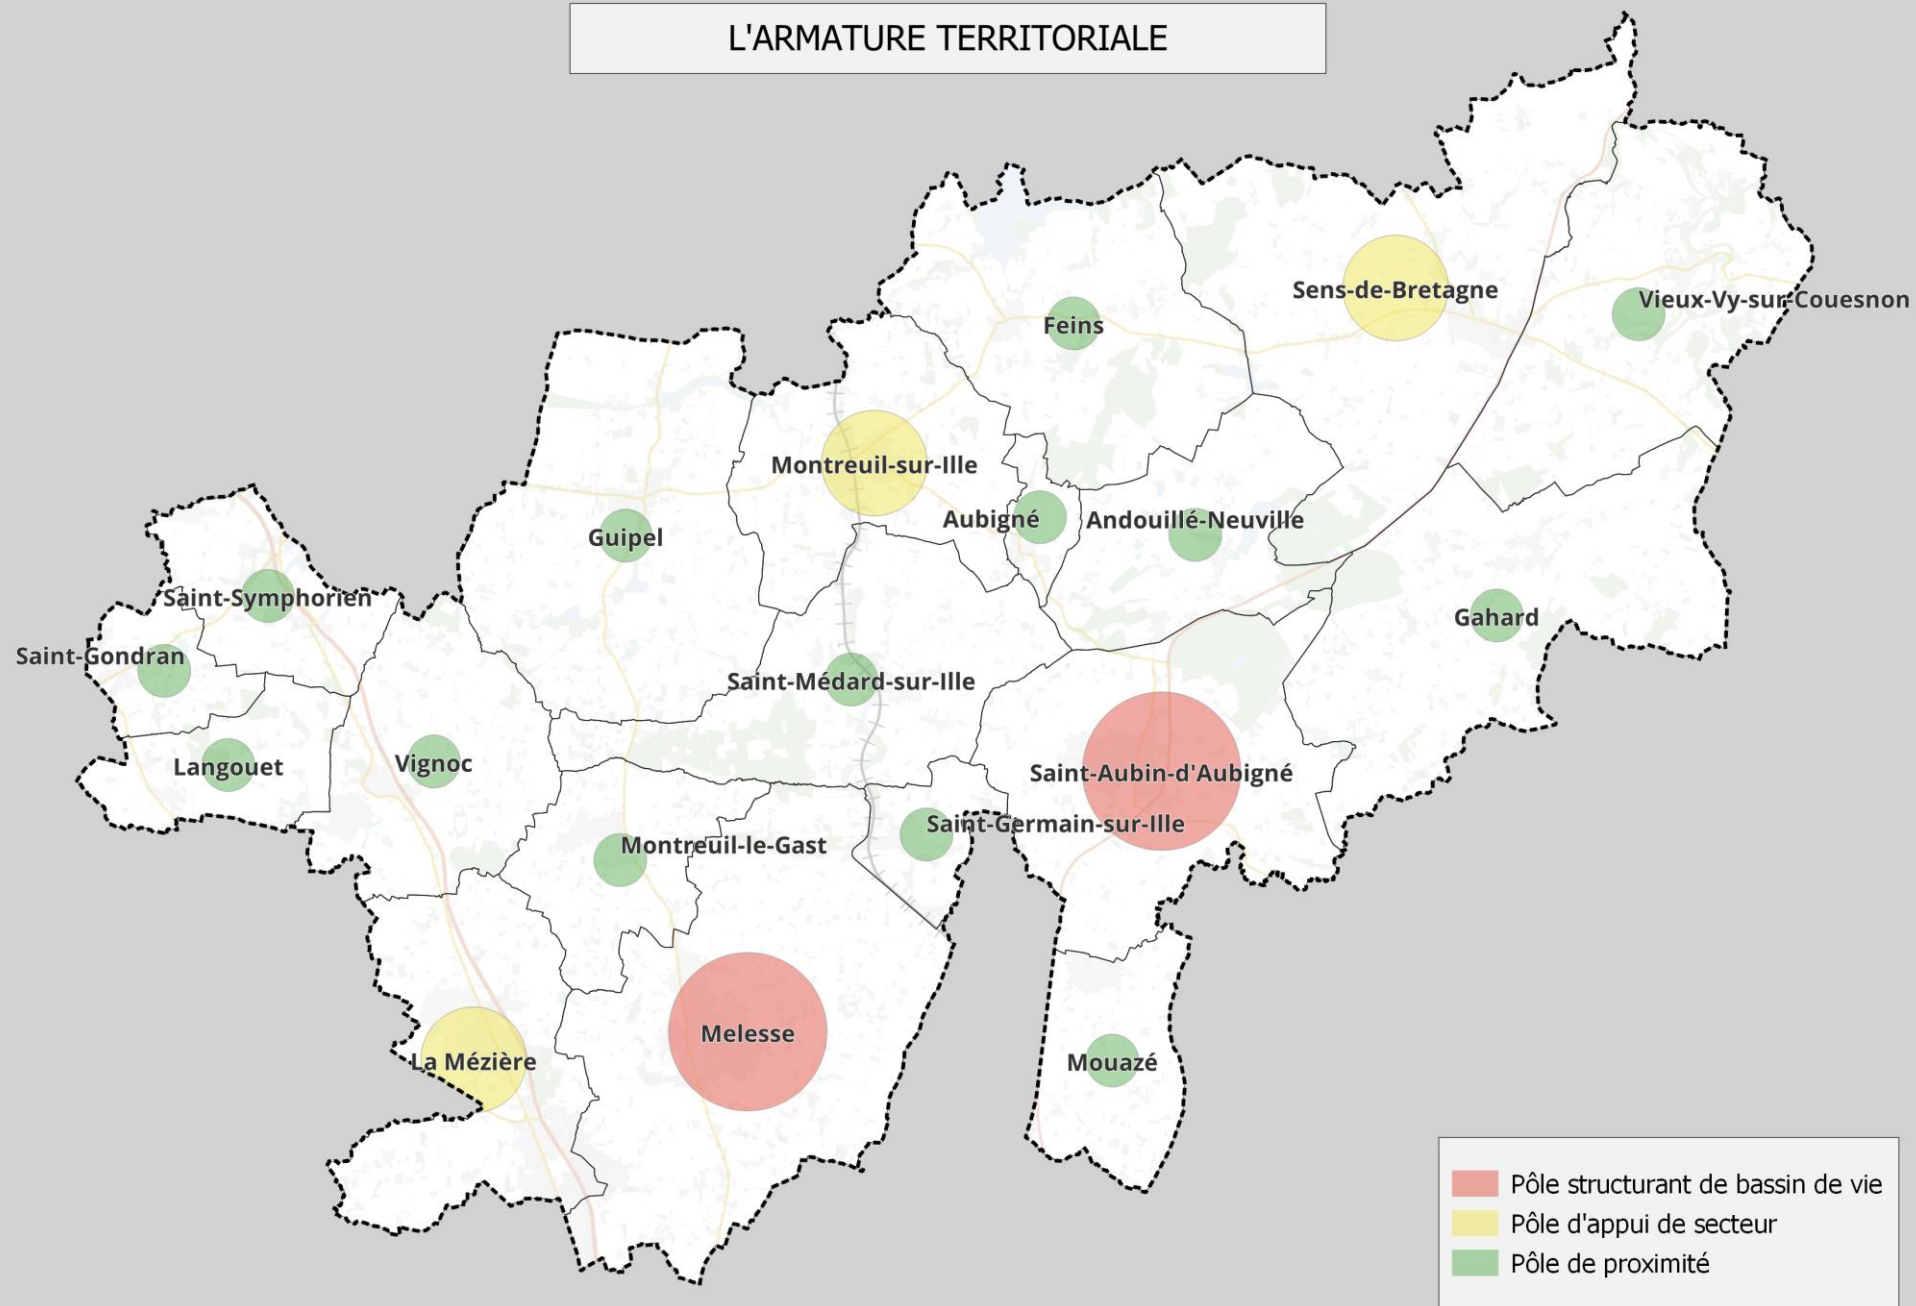 L'ARMATURE TERRITORIALE
Sens-de-Bretagne
Vieux-Vy-sur-Couesnon
Feins
Montreuil-sur-Ille
Aubigné
Andouillé-Neuville
Guipel
Saint-Symphorien
Gahard
Saint-Gondran
Saint-Médard-sur-Ille
Langouet
Vignoc
Saint-Aubin-d'Aubigné
Saint-Germain-sur-Ille
Montreuil-le-Gast
Melesse
La Mézière
Mouazé
Pôle structurant de bassin de vie
Pôle d'appui de secteur
Pôle de proximité